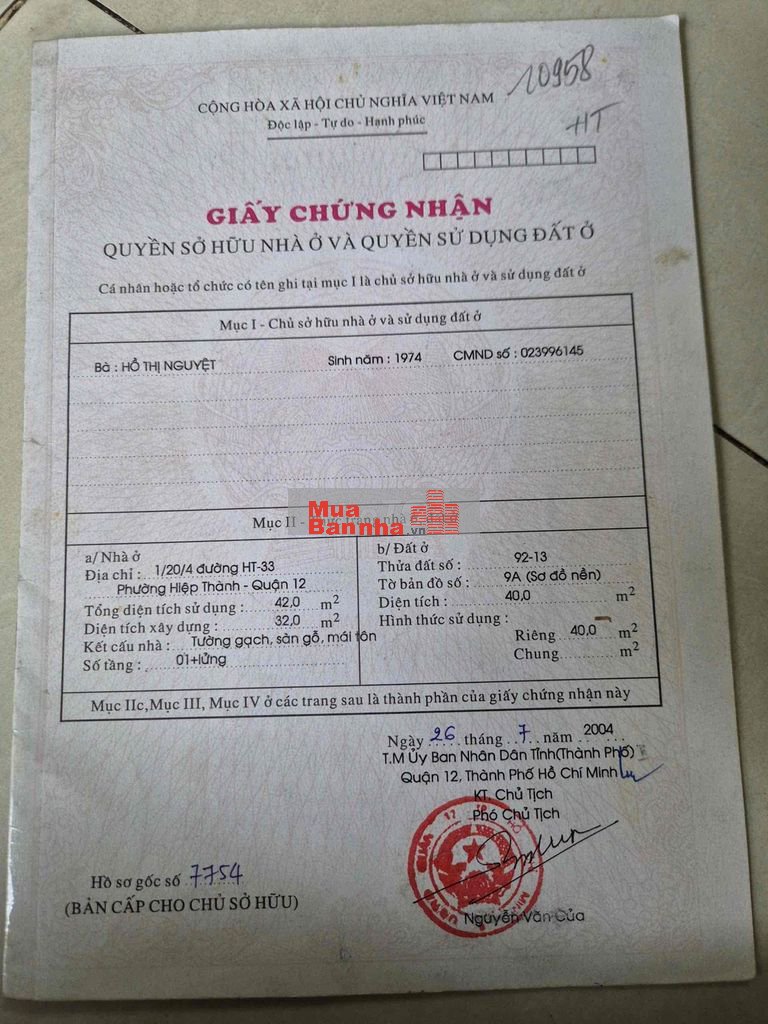 10958
CỘNG HÒA XÃ HỘI CHỦ NGHĨA VIỆT NAM
Độc lập - Tự do - Hạnh phúc
HT
GIẤY CHỨNG NHẬN
QUYỀN SỞ HỮU NHÀ Ở VÀ QUYỀN SỬ DỤNG ĐẤT Ở
Cá nhân hoặc tổ chức có tên ghi tại mục I là chủ sở hữu nhà ở và sử dụng đất ở
Mục I - Chủ sở hữu nhà ở và sử dụng đất ở
Bà : HỒ THỊ NGUYỆT Sinh năm : 1974 CMND số : 023996145
Mục II -
Mua
Bannha.vn
a/ Nhà ở
Địa chỉ : 1/20/4 đường HT-33
Phường Hiệp Thành - Quận 12
Tổng diện tích sử dụng : 42,0 m2
Diện tích xây dựng : 32,0 m2
Kết cấu nhà : Tường gạch, sàn gỗ, mái tôn
Số tầng : 01+lửng
b/ Đất ở
Thửa đất số : 92-13
Tờ bản đồ số : 9A (Sơ đồ nền)
Diện tích : 40,0 m2
Hình thức sử dụng :
Riêng 40,0 m2
Chung m2
Mục IIc,Mục III, Mục IV ở các trang sau là thành phần của giấy chứng nhận này
Ngày 26 tháng 7 năm 2004
T.M Ủy Ban Nhân Dân Tỉnh(Thành Phố)
Quận 12, Thành Phố Hồ Chí Minh
KT. Chủ Tịch
Phó Chủ Tịch
Nguyễn Văn Của
Hồ sơ gốc số 7754
(BẢN CẤP CHO CHỦ SỞ HỮU)